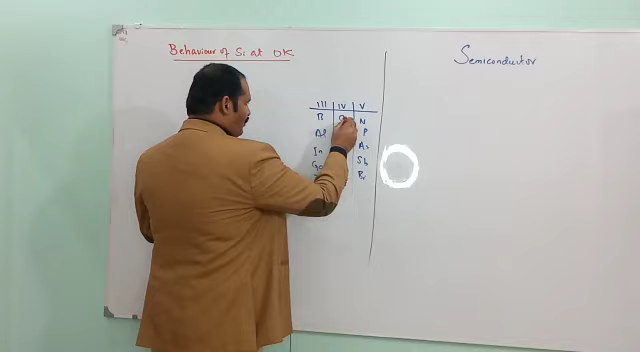 Behaviour of Si at 0K
Semiconductor
III IV V
B N
Al P
In As
Ga Sb
Bi